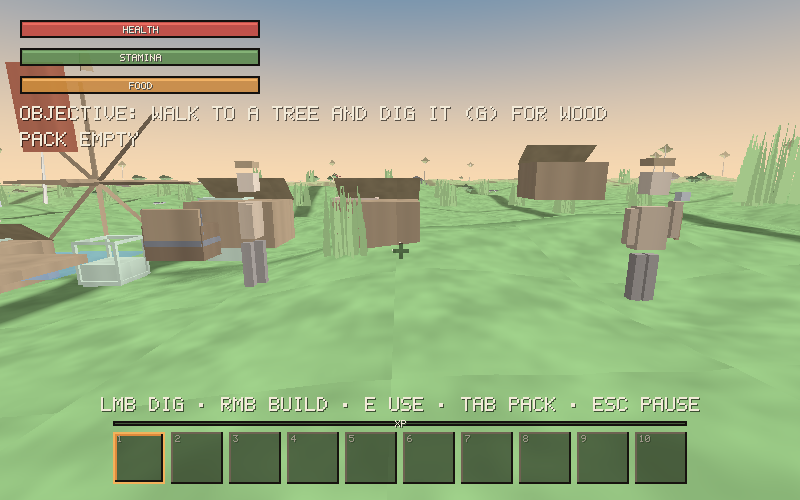 HEALTH
STAMINA
FOOD
OBJECTIVE: WALK TO A TREE AND DIG IT (G) FOR WOOD
PACK EMPTY
LMB DIG · RMB BUILD · E USE · TAB PACK · ESC PAUSE
XP
1 2 3 4 5 6 7 8 9 10